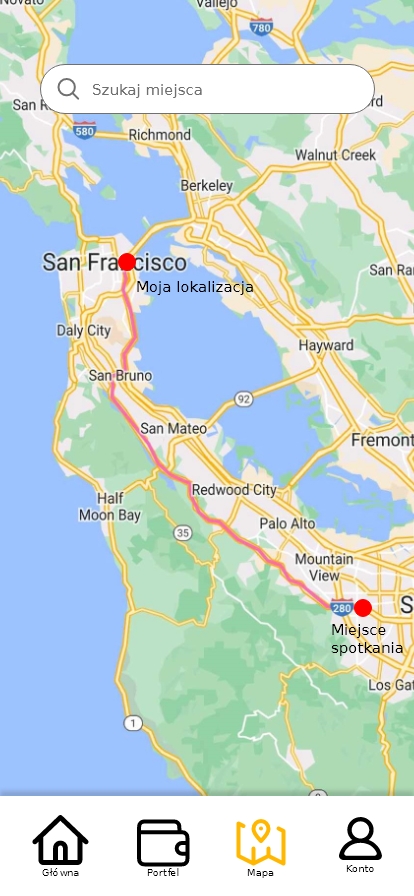 Novato
Vallejo
780
Szukaj miejsca
San R
rd
580
Richmond
Walnut Creek
Berkeley
San Francisco
San Ra
Moja lokalizacja
Daly City
Hayward
San Bruno
92
San Mateo
Fremont
Redwood City
Half
Moon Bay
Palo Alto
35
Mountain
View
280
S
Miejsce
spotkania
Los Gat
1
Główna
Portfel
Mapa
Konto